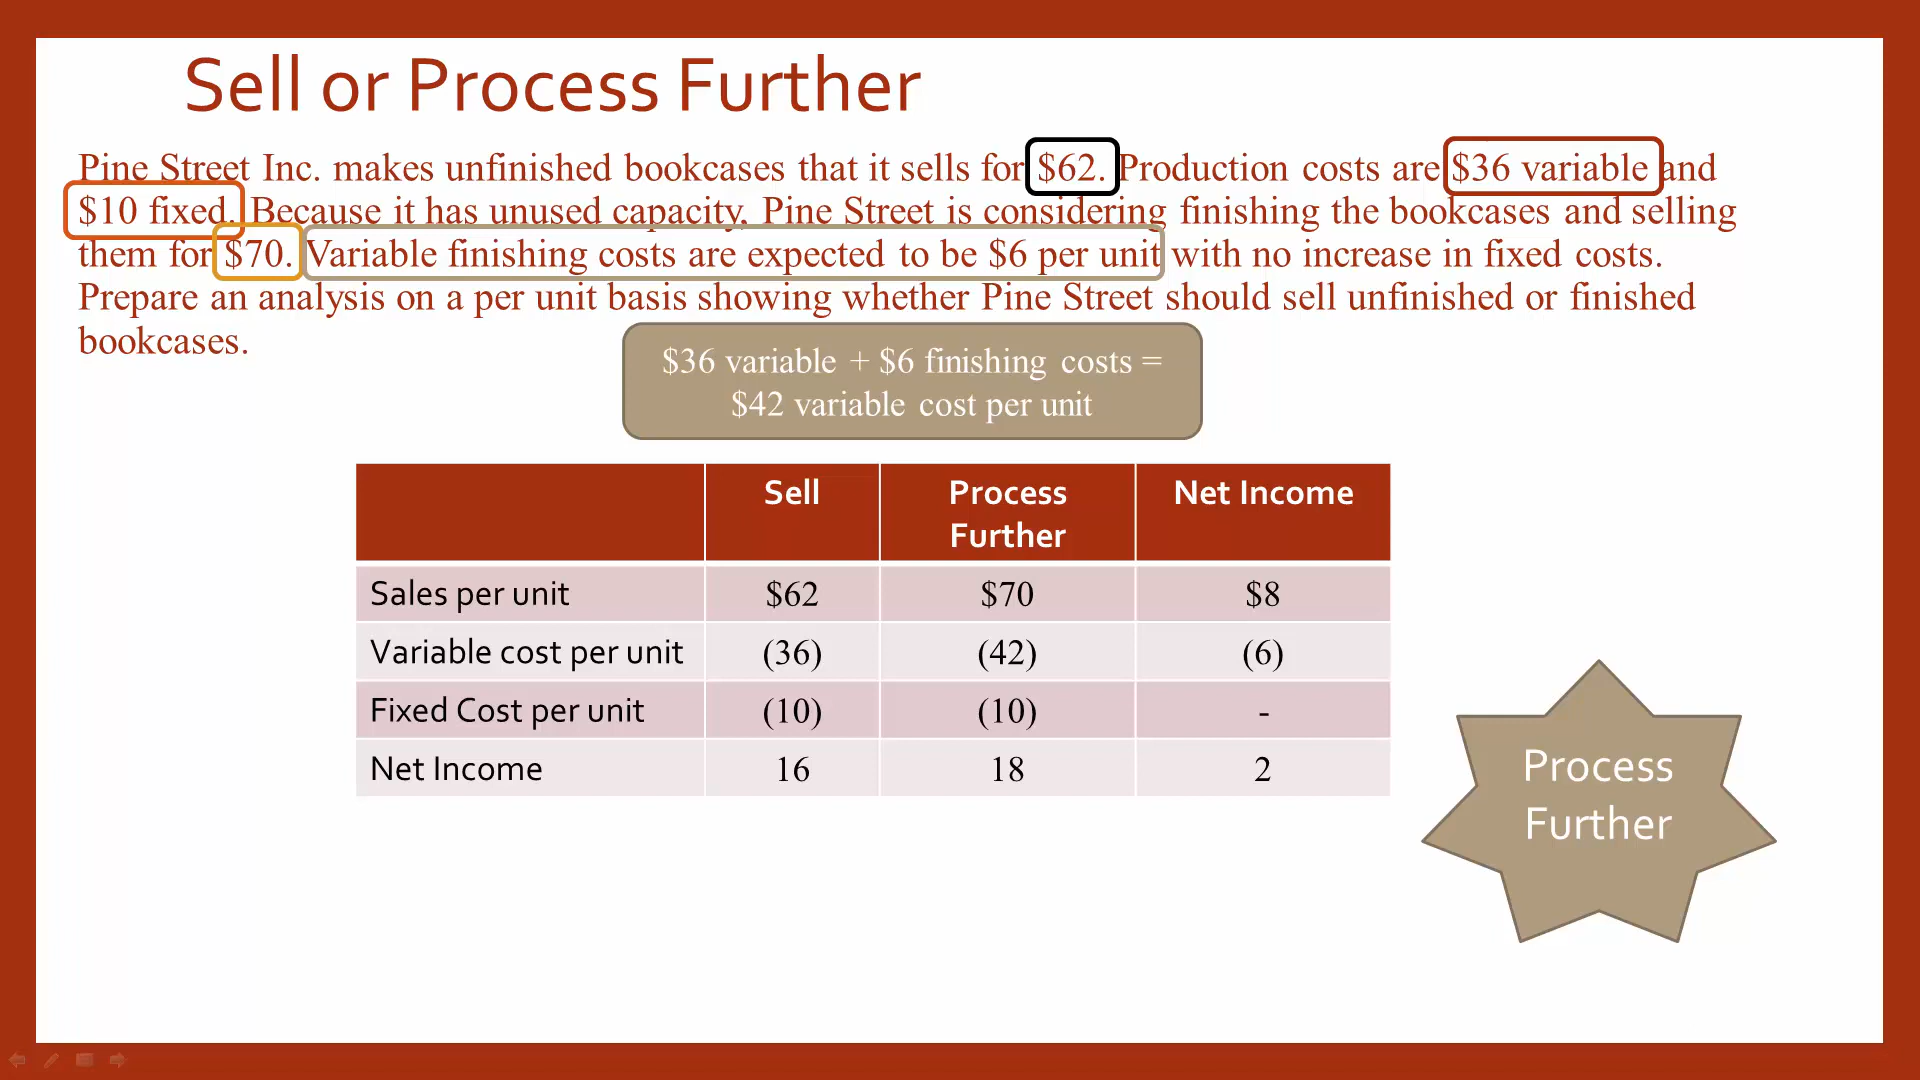 Sell or Process Further
Pine Street Inc. makes unfinished bookcases that it sells for $62. Production costs are $36 variable and
$10 fixed. Because it has unused capacity, Pine Street is considering finishing the bookcases and selling
them for $70. Variable finishing costs are expected to be $6 per unit with no increase in fixed costs.
Prepare an analysis on a per unit basis showing whether Pine Street should sell unfinished or finished
bookcases.
$36 variable + $6 finishing costs =
$42 variable cost per unit
Sell Process Further Net Income
Sales per unit $62 $70 $8
Variable cost per unit (36) (42) (6)
Fixed Cost per unit (10) (10) -
Net Income 16 18 2
Process
Further